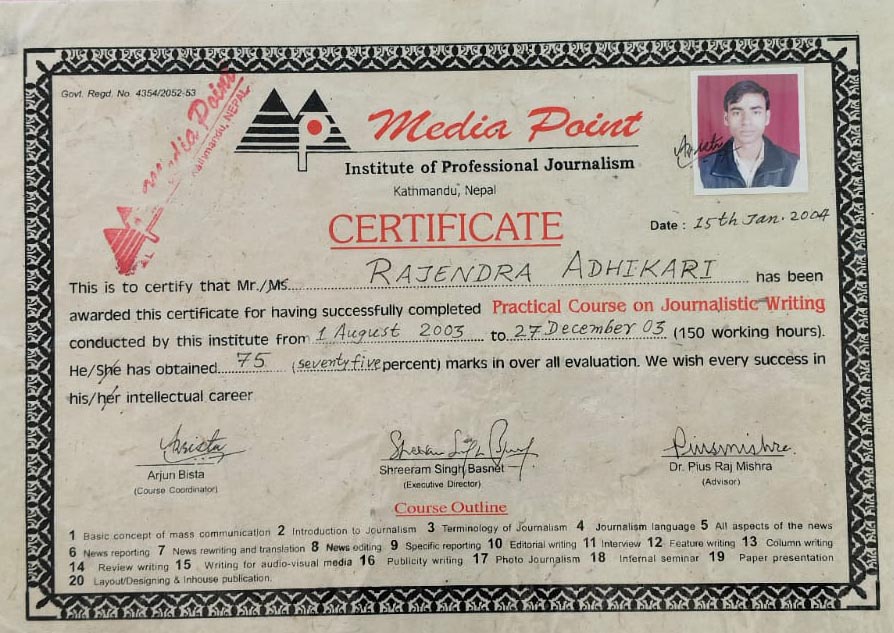 Govt. Regd. No. 4354/2052-53
Media Point
Kathmandu, NEPAL
Media Point
Institute of Professional Journalism
Kathmandu, Nepal
CERTIFICATE
Date : 15th Jan. 2004
This is to certify that Mr./Ms. RAJENDRA ADHIKARI has been
awarded this certificate for having successfully completed Practical Course on Journalistic Writing
conducted by this institute from 1 August 2003 to 27 December 03 (150 working hours).
He/She has obtained 75 (seventy five percent) marks in over all evaluation. We wish every success in
his/her intellectual career
Arjun Bista
(Course Coordinator)
Shreeram Singh Basnet
(Executive Director)
Piusmishra
Dr. Pius Raj Mishra
(Advisor)
Course Outline
1 Basic concept of mass communication 2 Introduction to Journalism 3 Terminology of Journalism 4 Journalism language 5 All aspects of the news
6 News reporting 7 News rewriting and translation 8 News editing 9 Specific reporting 10 Editorial writing 11 Interview 12 Feature writing 13 Column writing
14 Review writing 15 Writing for audio-visual media 16 Publicity writing 17 Photo Journalism 18 Internal seminar 19 Paper presentation
20 Layout/Designing & Inhouse publication.